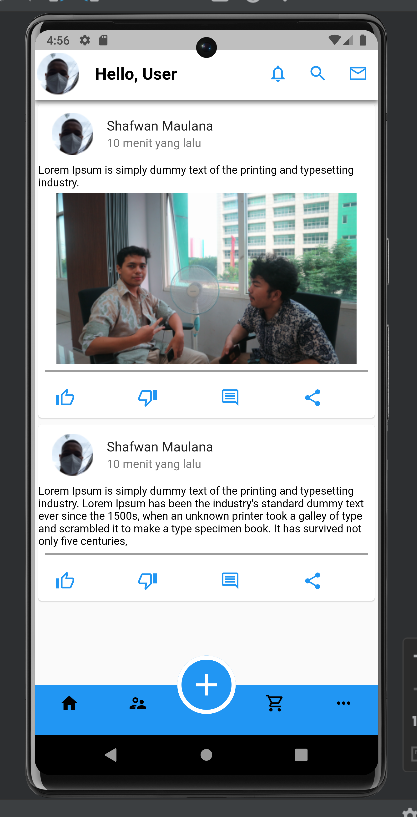 4:56
Hello, User
Shafwan Maulana
10 menit yang lalu
Lorem Ipsum is simply dummy text of the printing and typesetting
industry.
Shafwan Maulana
10 menit yang lalu
Lorem Ipsum is simply dummy text of the printing and typesetting
industry. Lorem Ipsum has been the industry's standard dummy text
ever since the 1500s, when an unknown printer took a galley of type
and scrambled it to make a type specimen book. It has survived not
only five centuries,